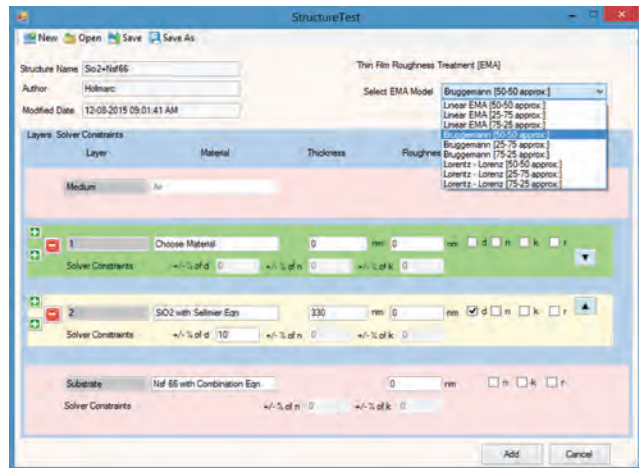 StructureTest
New Open Save Save As
Structure Name Sio2+Nsf66
Thin Film Roughness Treatment [EMA]
Author Holmarc
Select EMA Model Bruggemann [50-50 approx:]
Modified Date 12-08-2015 09:01:41 AM
Linear EMA [50-50 approx:]
Linear EMA [25-75 approx:]
Linear EMA [75-25 approx:]
Bruggemann [50-50 approx:]
Bruggemann [25-75 approx:]
Bruggemann [75-25 approx:]
Lorentz - Lorenz [50-50 approx:]
Lorentz - Lorenz [25-75 approx:]
Lorentz - Lorenz [75-25 approx:]
Layers Solver Constraints
Layer Material Thickness Roughnes
Medium Air
1 Choose Material 0 nm 0 nm d n k r
Solver Constraints +/- % of d 0 +/- % of n 0 +/- % of k 0
2 SiO2 with Sellmier Eqn 330 nm 0 nm d n k r
Solver Constraints +/- % of d 10 +/- % of n 0 +/- % of k 0
Substrate Nsf 66 with Combination Eqn 0 nm n k r
Solver Constraints +/- % of n 0 +/- % of k 0
Add Cancel